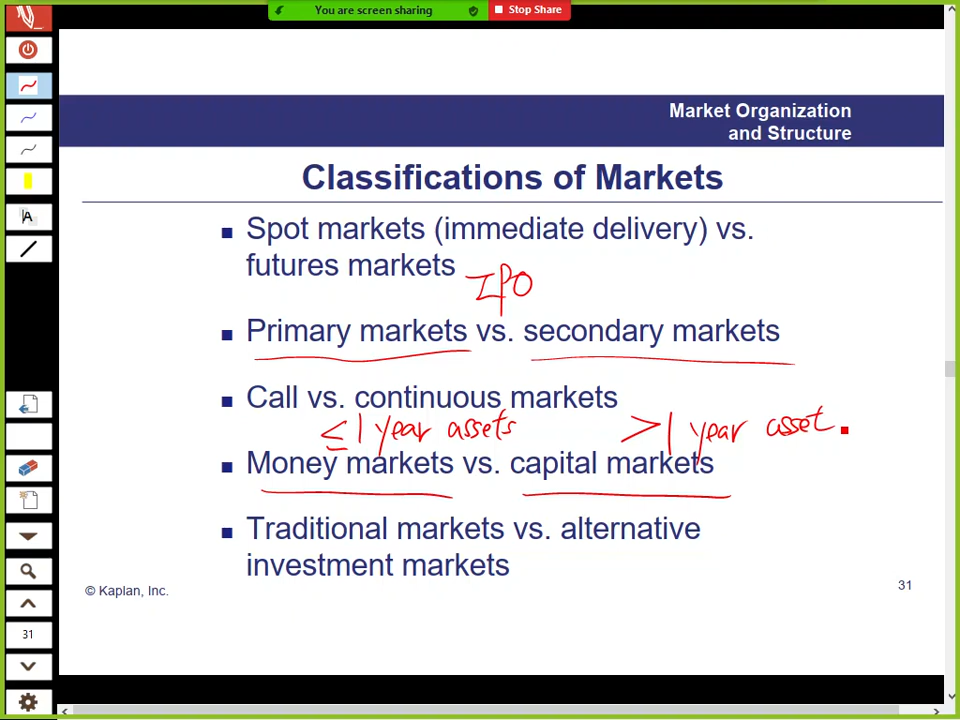 You are screen sharing Stop Share
Market Organization
and Structure
Classifications of Markets
Spot markets (immediate delivery) vs.
futures markets
IPO
Primary markets vs. secondary markets
Call vs. continuous markets
≤ 1 year assets > 1 year asset
Money markets vs. capital markets
Traditional markets vs. alternative
investment markets
© Kaplan, Inc.
31
A
31